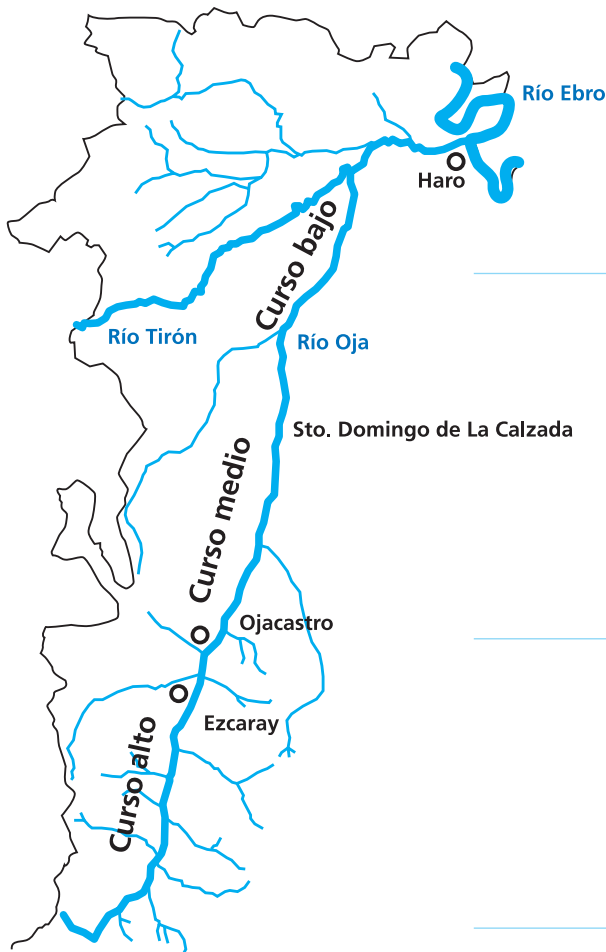 Río Ebro
Haro
Curso bajo
Río Tirón
Río Oja
Sto. Domingo de La Calzada
Curso medio
Ojacastro
Ezcaray
Curso alto